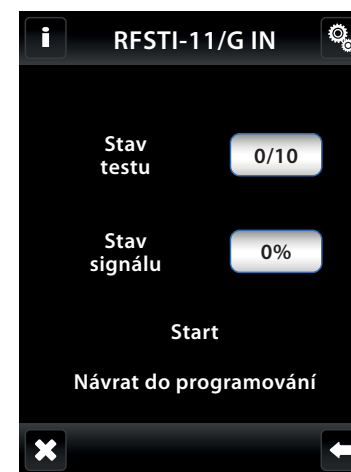 i RFSTI-11/G IN
Stav
testu
0/10
Stav
signálu
0%
Start
Návrat do programování